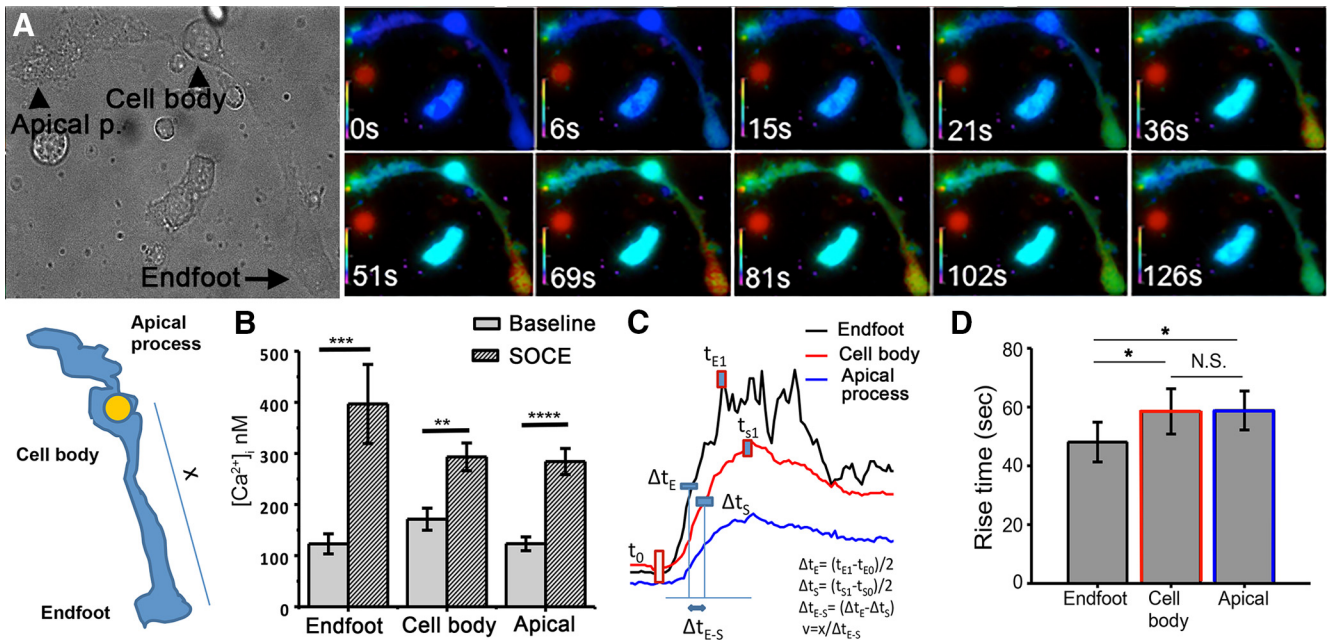 A
Apical p.
Cell body
Endfoot
0s
6s
15s
21s
36s
51s
69s
81s
102s
126s
Apical
process
Cell body
X
Endfoot
B
Baseline
SOCE
[Ca²⁺]ᵢ nM
500
400
300
200
100
0
***
**
****
Endfoot
Cell body
Apical
C
Endfoot
Cell body
Apical
process
tE1
ts1
ΔtE
ΔtS
t0
ΔtE-S
ΔtE= (tE1-tE0)/2
ΔtS= (tS1-tS0)/2
ΔtE-S= (ΔtE-ΔtS)
v=x/ΔtE-S
D
Rise time (sec)
80
60
40
20
0
*
*
N.S.
Endfoot
Cell
body
Apical